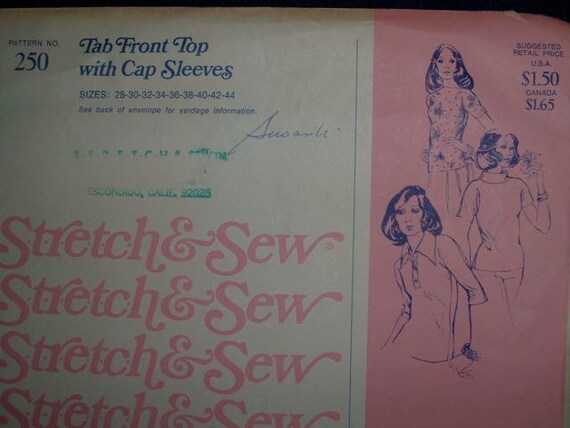 PATTERN NO.
250
Tab Front Top
with Cap Sleeves
SIZES: 28-30-32-34-36-38-40-42-44
See back of envelope for yardage information.
ESCONDIDO, CALIF. 92025
SUGGESTED
RETAIL PRICE
U.S.A.
$1.50
CANADA
$1.65
Stretch & Sew®
Stretch & Sew
Stretch & Sew
Stretch & Sew